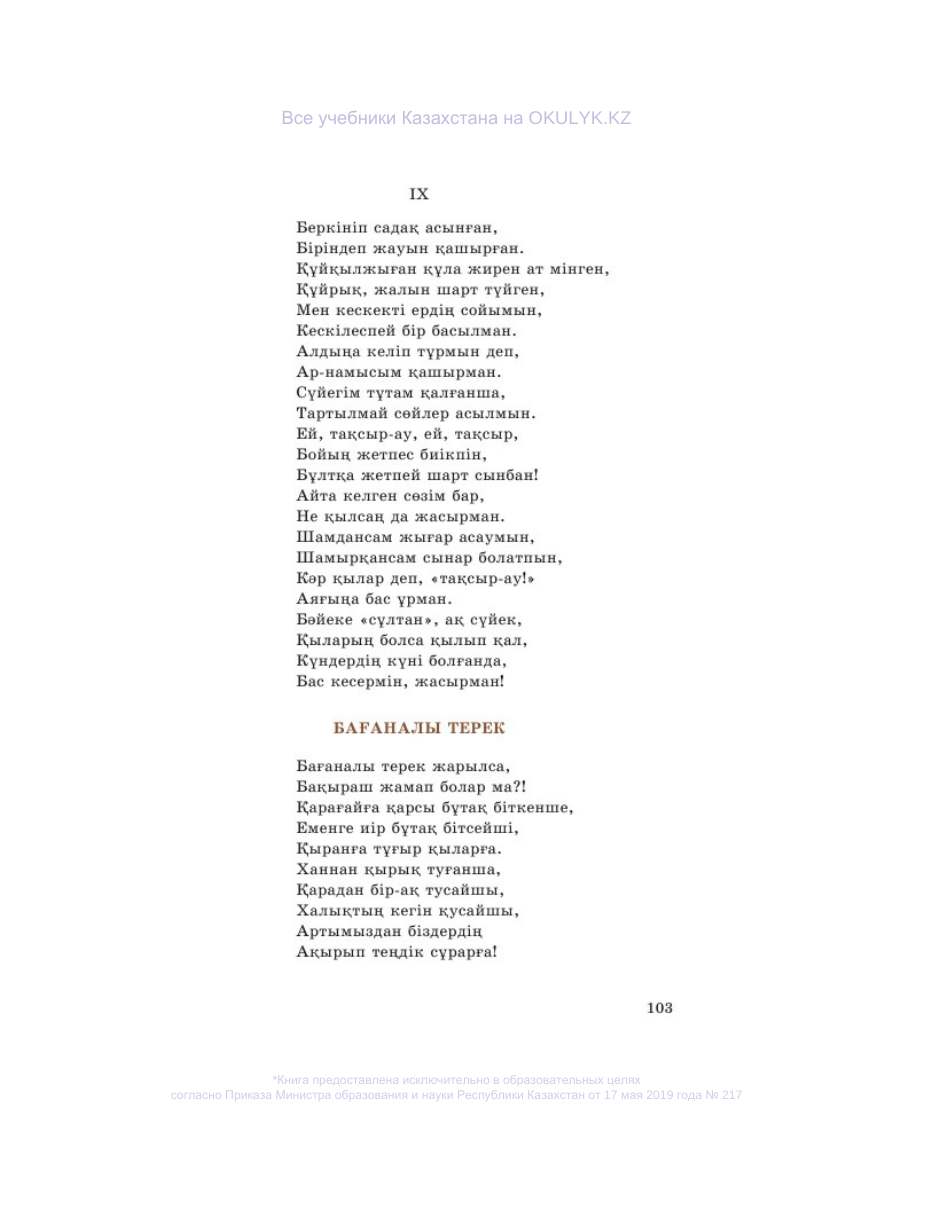 Все учебники Казахстана на OKULYK.KZ
IX
Беркініп садақ асынған,
Біріндеп жауын қашырған.
Құйқылжыған құла жирен ат мінген,
Құйрық, жалын шарт түйген,
Мен кескекті ердің сойымын,
Кескілеспей бір басылман.
Алдыңа келіп тұрмын деп,
Ар-намысым қашырман.
Сүйегім тұтам қалғанша,
Тартылмай сөйлер асылмын.
Ей, тақсыр-ау, ей, тақсыр,
Бойың жетпес биікпін,
Бұлтқа жетпей шарт сынбан!
Айта келген сөзім бар,
Не қылсаң да жасырман.
Шамдансам жығар асаумын,
Шамырқансам сынар болатпын,
Кәр қылар деп, «тақсыр-ау!»
Аяғыңа бас ұрман.
Бәйеке «сұлтан», ақ сүйек,
Қыларың болса қылып қал,
Күндердің күні болғанда,
Бас кесермін, жасырман!
БАҒАНАЛЫ ТЕРЕК
Бағаналы терек жарылса,
Бақыраш жамап болар ма?!
Қарағайға қарсы бұтақ біткенше,
Еменге иір бұтақ бітсейші,
Қыранға тұғыр қыларға.
Ханнан қырық туғанша,
Қарадан бір-ақ тусайшы,
Халықтың кегін қусайшы,
Артымыздан біздердің
Ақырып теңдік сұрарға!
103
*Книга предоставлена исключительно в образовательных целях
согласно Приказа Министра образования и науки Республики Казахстан от 17 мая 2019 года № 217